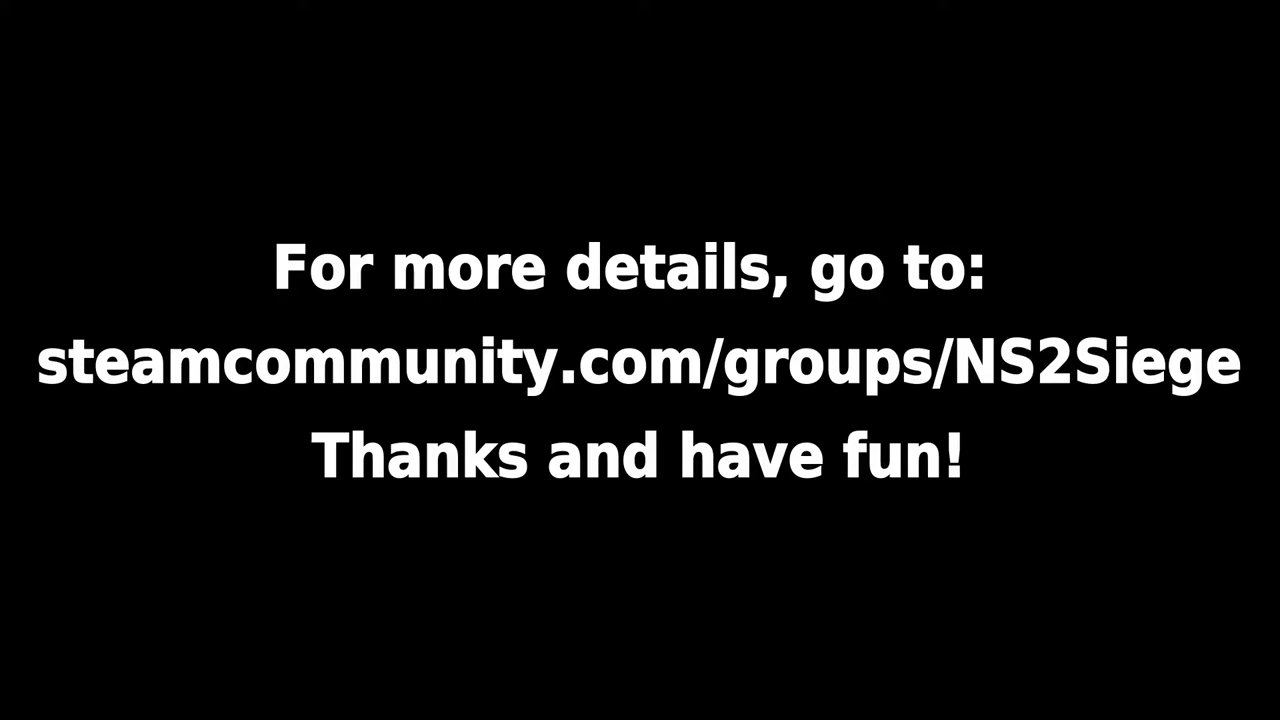 For more details, go to:
steamcommunity.com/groups/NS2Siege
Thanks and have fun!